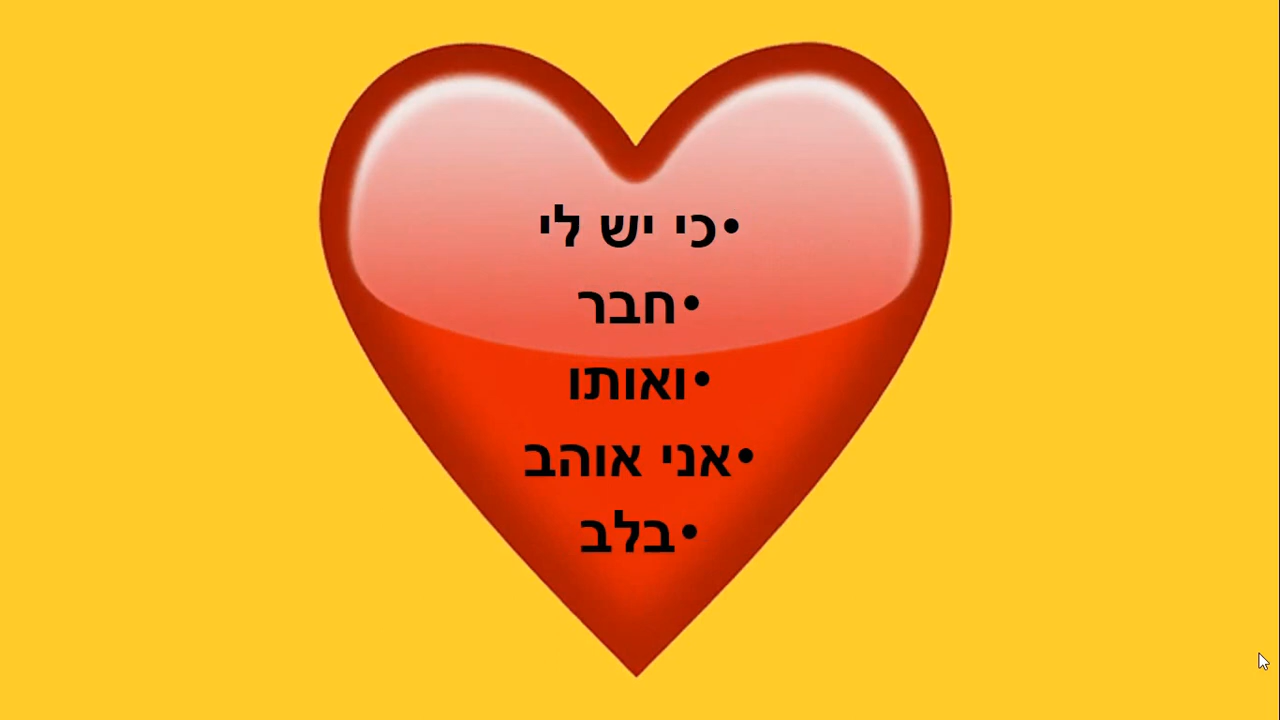 •כי יש לי
•חבר
•ואותו
•אני אוהב
•בלב